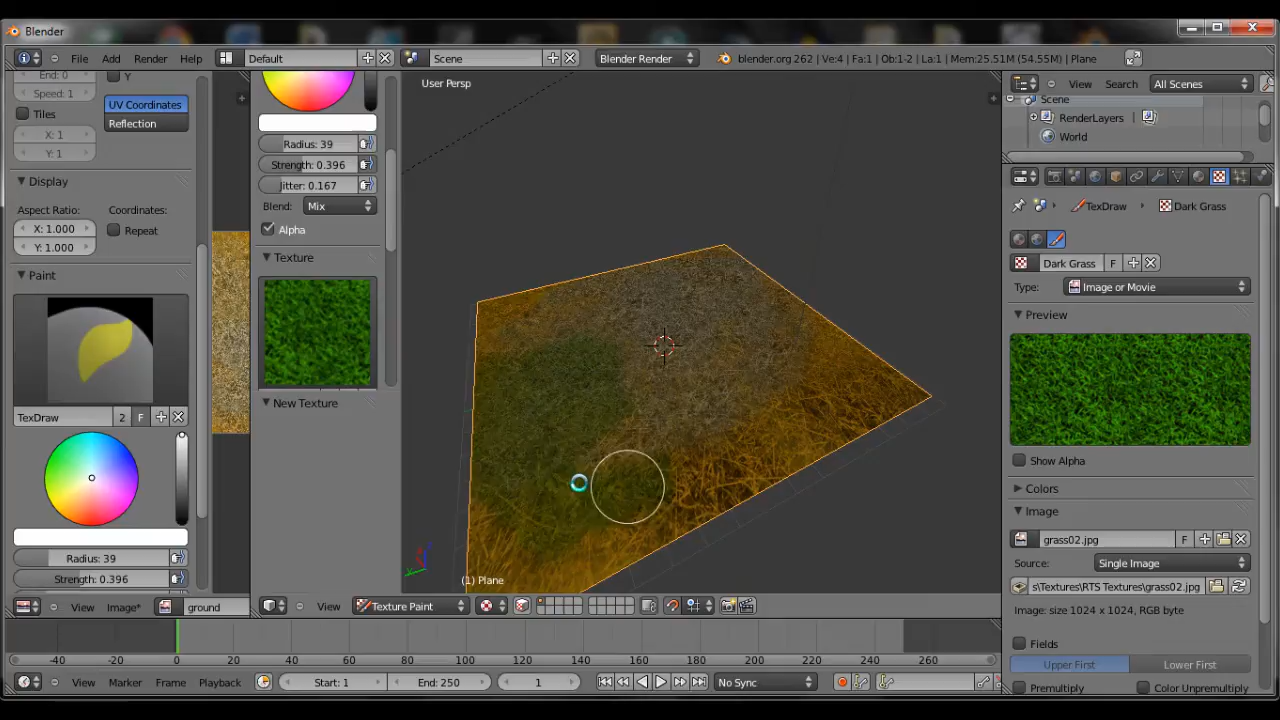 Blender
File Add Render Help Default Scene Blender Render blender.org 262 | Ve:4 | Fa:1 | Ob:1-2 | La:1 | Mem:25.51M (54.55M) | Plane
End: 0
Speed: 1
Tiles
X: 1
Y: 1
Y
UV Coordinates
Reflection
Display
Aspect Ratio:
X: 1.000
Y: 1.000
Coordinates:
Repeat
Paint
TexDraw 2 F
Radius: 39
Strength: 0.396
View Image* ground
Radius: 39
Strength: 0.396
Jitter: 0.167
Blend: Mix
Alpha
Texture
New Texture
User Persp
(1) Plane
View Texture Paint
View Search All Scenes
Scene
RenderLayers
World
TexDraw Dark Grass
Dark Grass F
Type: Image or Movie
Preview
Show Alpha
Colors
Image
grass02.jpg F
Source: Single Image
s\Textures\RTS Textures\grass02.jpg
Image: size 1024 x 1024, RGB byte
Fields
Upper First Lower First
Premultiply Color Unpremultiply
-40 -20 0 20 40 60 80 100 120 140 160 180 200 220 240 260
View Marker Frame Playback Start: 1 End: 250 1 No Sync